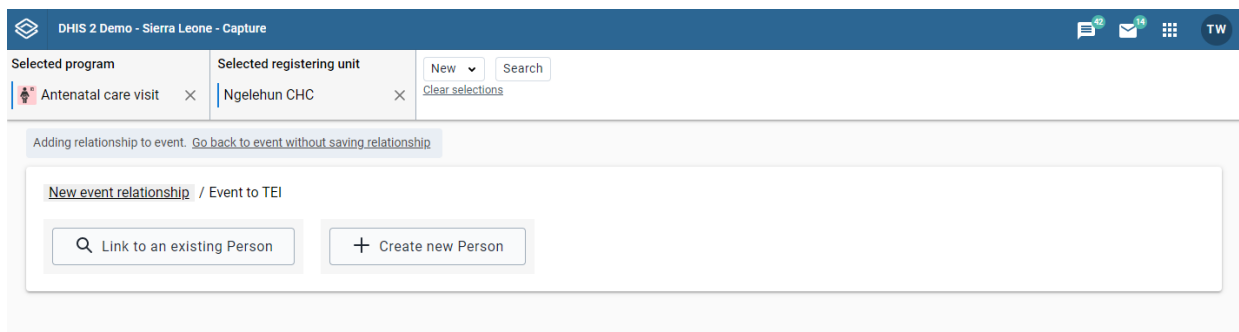 DHIS 2 Demo - Sierra Leone - Capture
42
14
TW
Selected program
Selected registering unit
New
Search
Antenatal care visit
Ngelehun CHC
Clear selections
Adding relationship to event. Go back to event without saving relationship
New event relationship / Event to TEI
Link to an existing Person
Create new Person